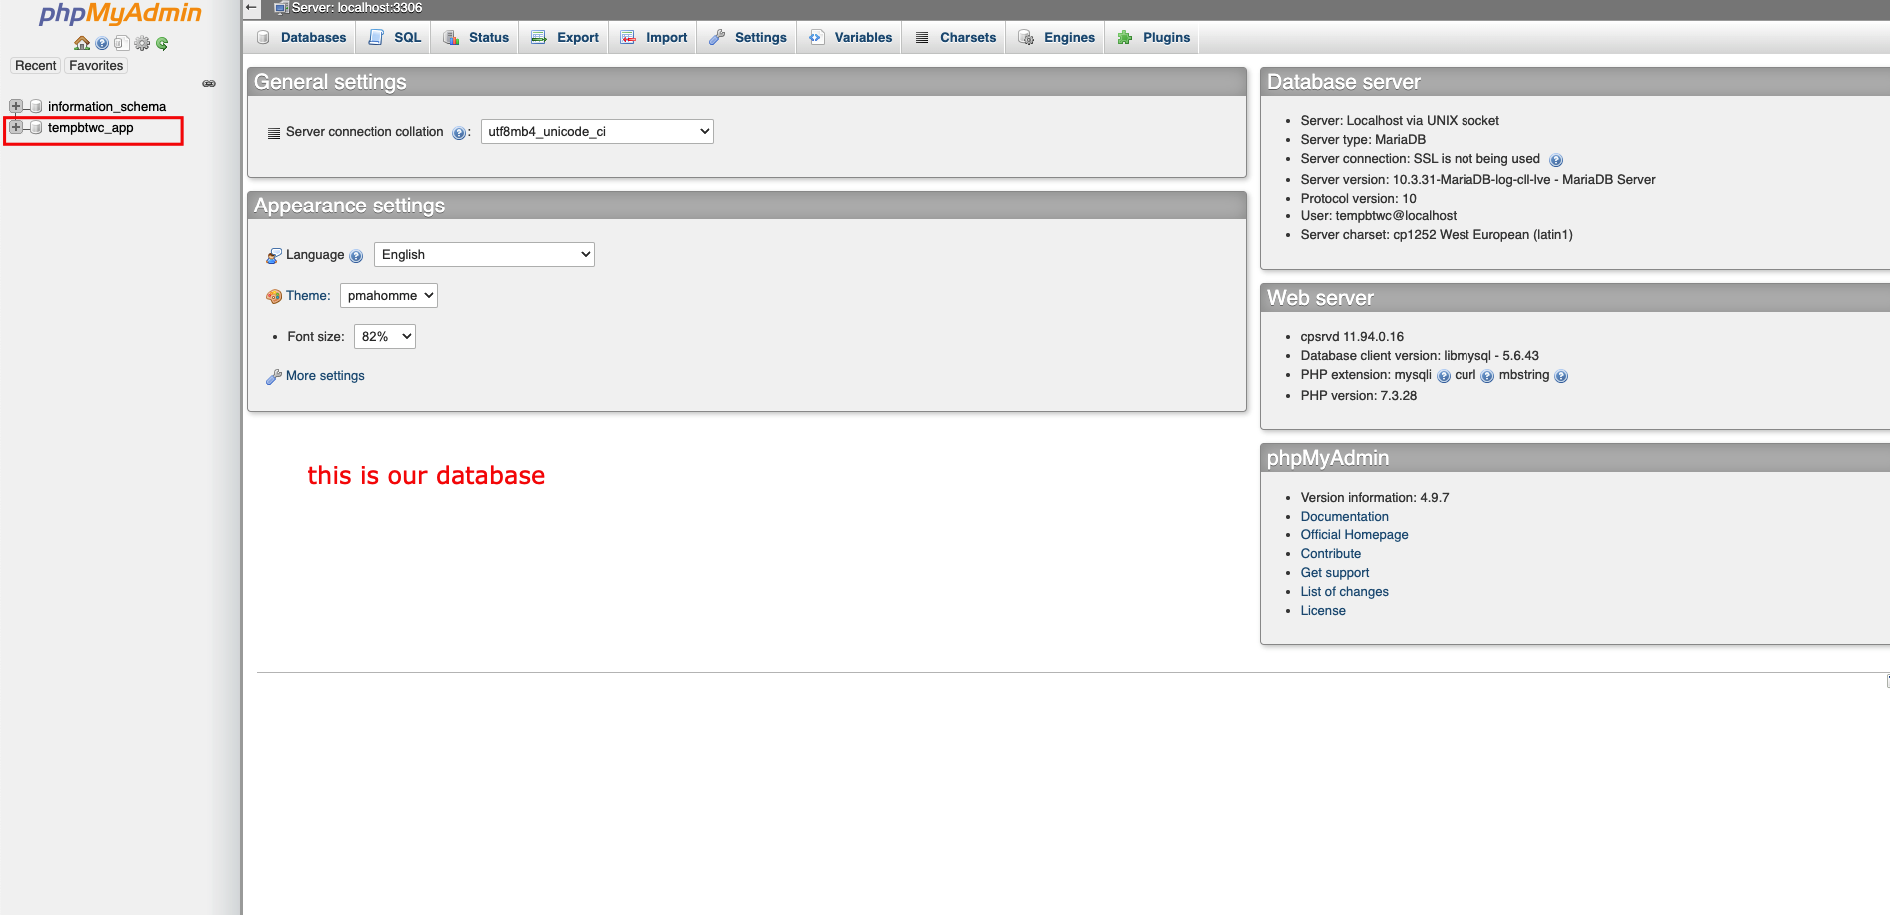 phpMyAdmin
Recent Favorites
information_schema
tempbtwc_app
Server: localhost:3306
Databases SQL Status Export Import Settings Variables Charsets Engines Plugins
General settings
Server connection collation : utf8mb4_unicode_ci
Appearance settings
Language English
Theme: pmahomme
Font size: 82%
More settings
this is our database
Database server
Server: Localhost via UNIX socket
Server type: MariaDB
Server connection: SSL is not being used
Server version: 10.3.31-MariaDB-log-cll-lve - MariaDB Server
Protocol version: 10
User: tempbtwc@localhost
Server charset: cp1252 West European (latin1)
Web server
cpsrvd 11.94.0.16
Database client version: libmysql - 5.6.43
PHP extension: mysqli curl mbstring
PHP version: 7.3.28
phpMyAdmin
Version information: 4.9.7
Documentation
Official Homepage
Contribute
Get support
List of changes
License